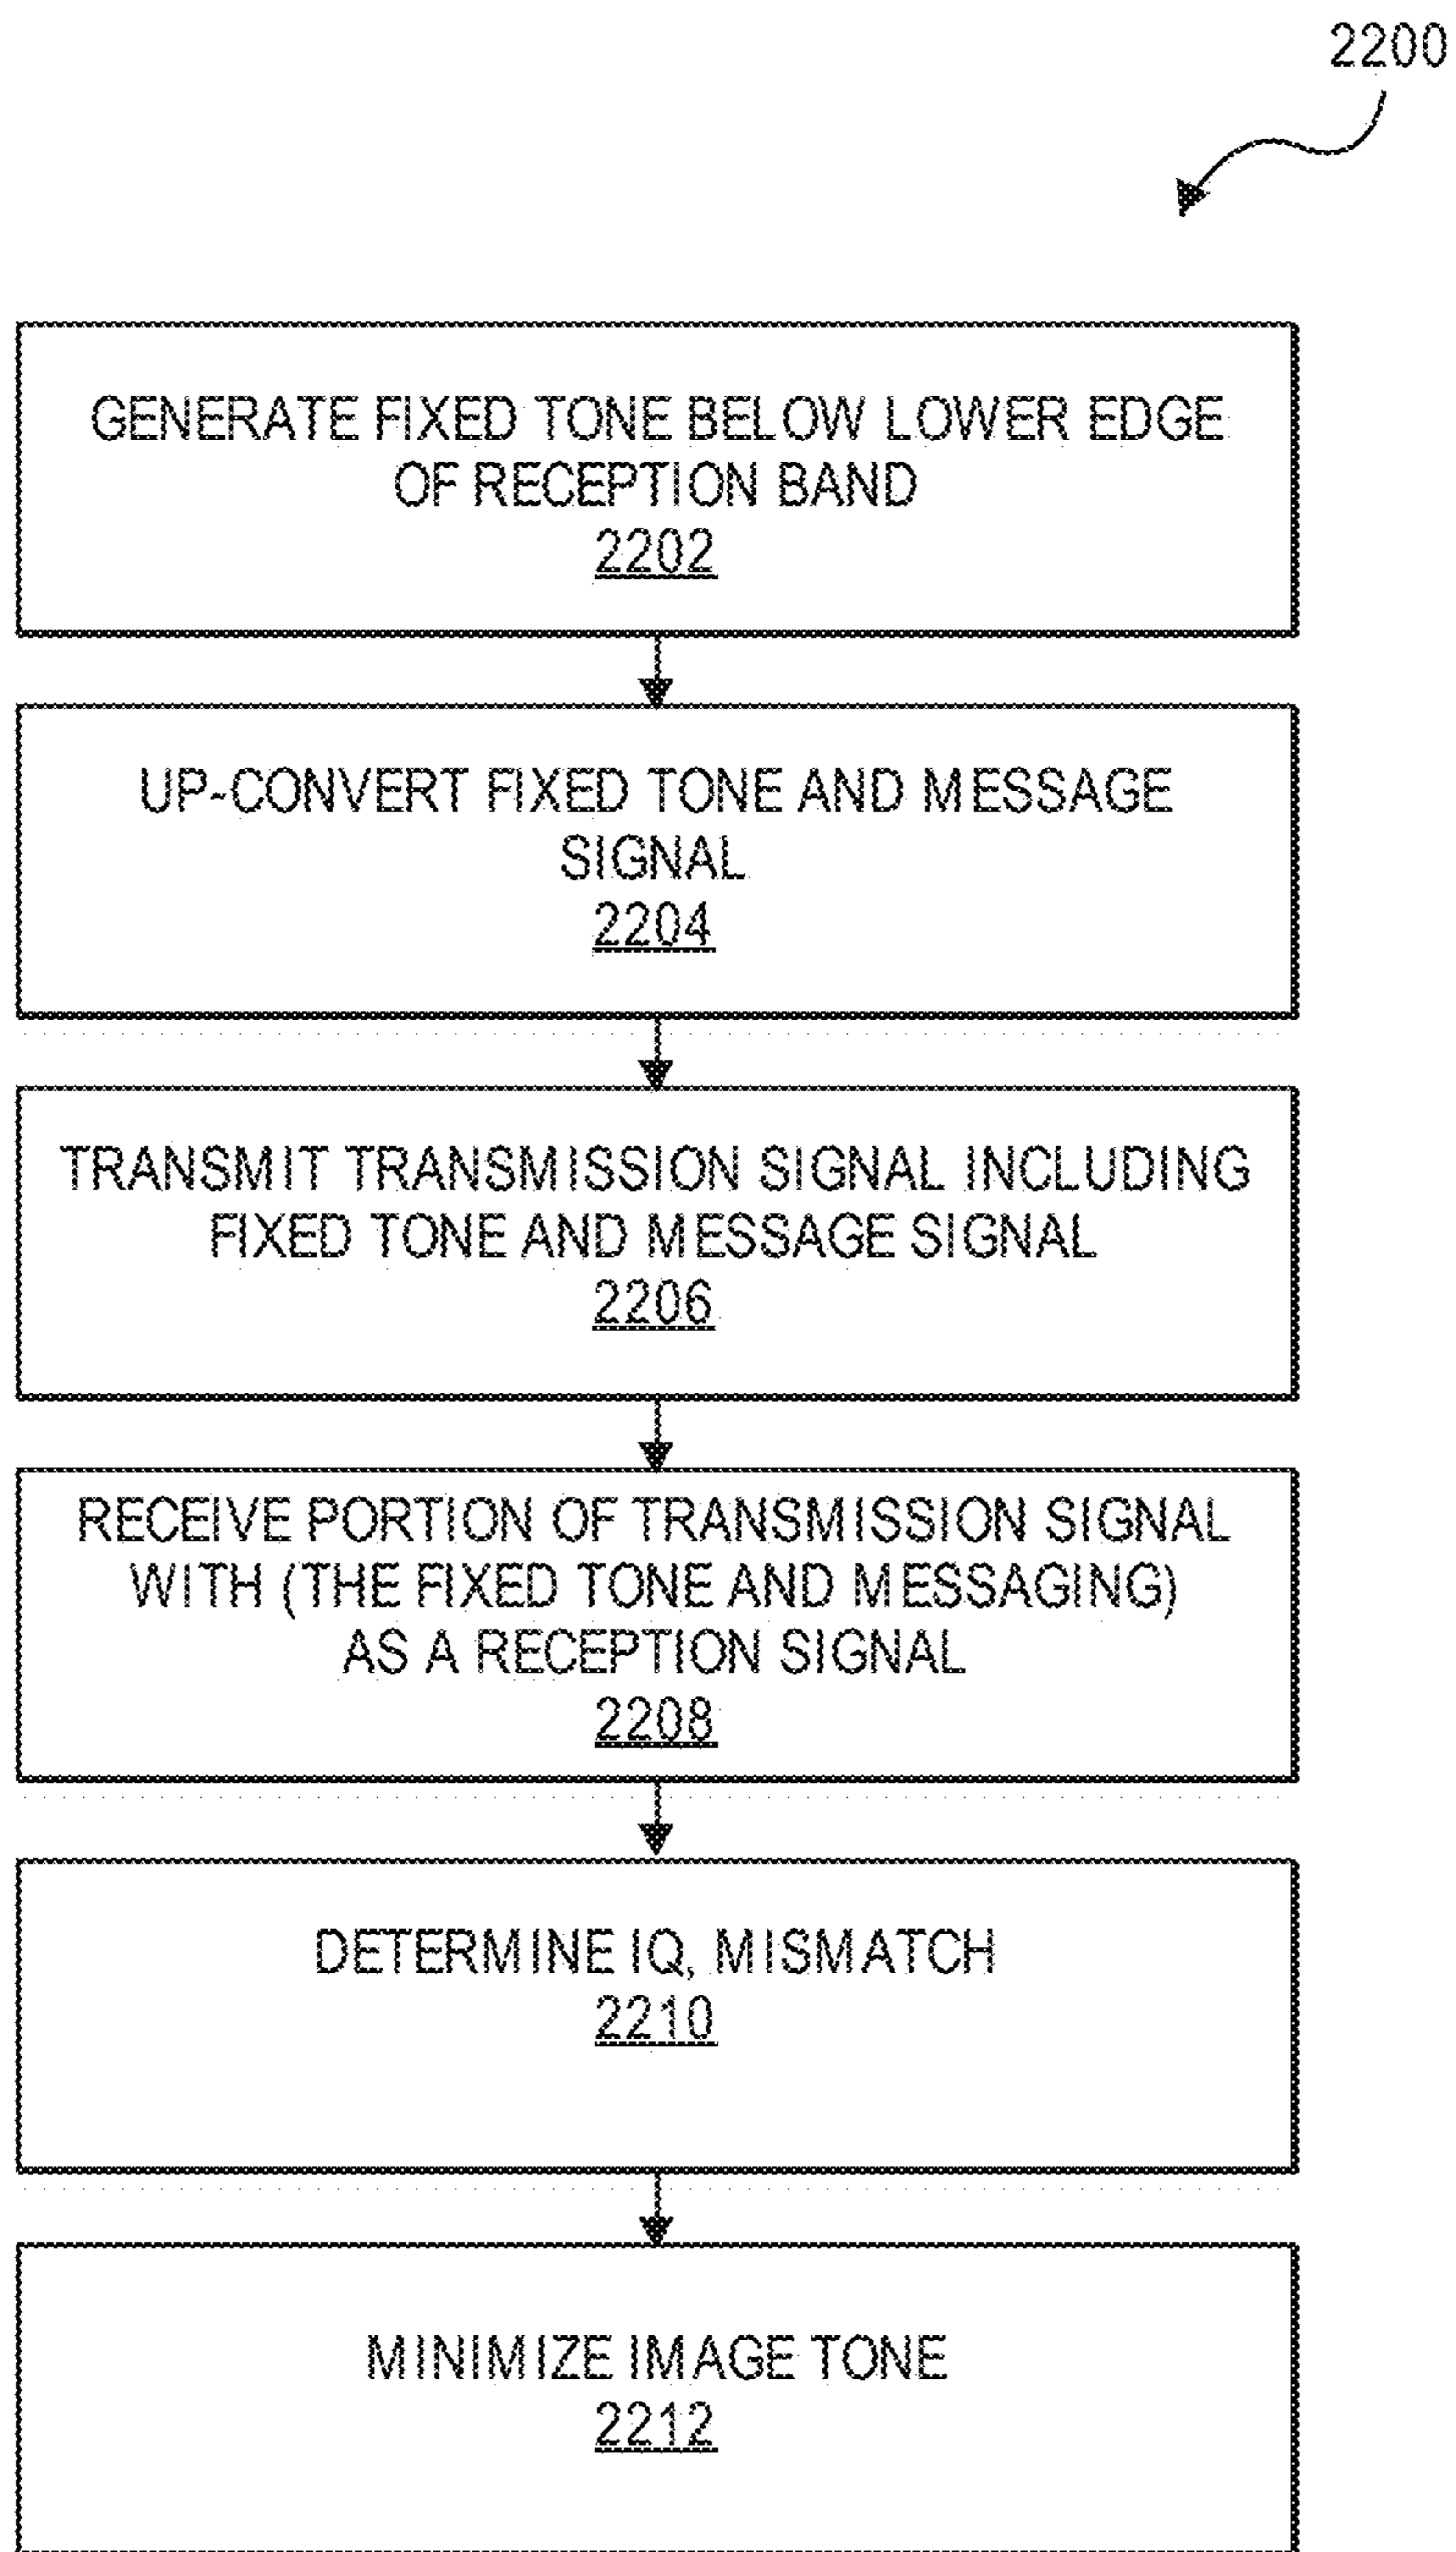 2200
GENERATE FIXED TONE BELOW LOWER EDGE
OF RECEPTION BAND
2202
UP-CONVERT FIXED TONE AND MESSAGE
SIGNAL
2204
TRANSMIT TRANSMISSION SIGNAL INCLUDING
FIXED TONE AND MESSAGE SIGNAL
2206
RECEIVE PORTION OF TRANSMISSION SIGNAL
WITH (THE FIXED TONE AND MESSAGING)
AS A RECEPTION SIGNAL
2208
DETERMINE IQ, MISMATCH
2210
MINIMIZE IMAGE TONE
2212